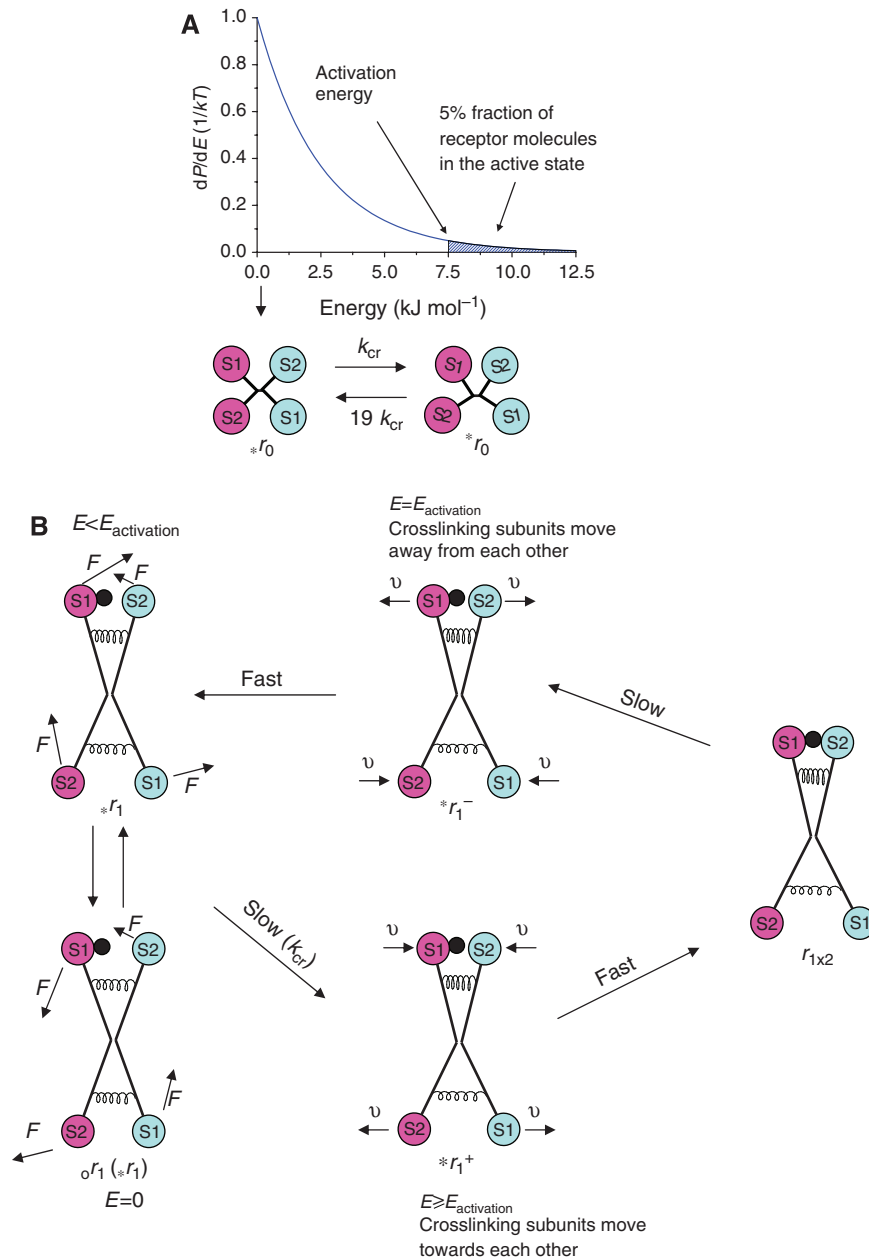 A
dP/dE (1/kT)
1.0
0.8
0.6
0.4
0.2
0.0
Activation
energy
5% fraction of
receptor molecules
in the active state
0.0 2.5 5.0 7.5 10.0 12.5
Energy (kJ mol⁻¹)
S1 S2 k_cr S1 S2
S2 S1 19 k_cr S2 S1
*r₀ *r₀
B
E<E_activation
F F
S1 S2
F
S2 S1 F
*r₁
E=E_activation
Crosslinking subunits move
away from each other
υ S1 S2 υ
Fast
υ S2 S1 υ
*r₁⁻
Slow
S1 S2
S2 S1
r₁ₓ₂
F
S1 S2
F
F
S2 S1
F
ₒr₁ (*r₁)
E=0
Slow (k_cr)
υ υ
S1 S2
Fast
υ S2 S1 υ
*r₁⁺
E≥E_activation
Crosslinking subunits move
towards each other